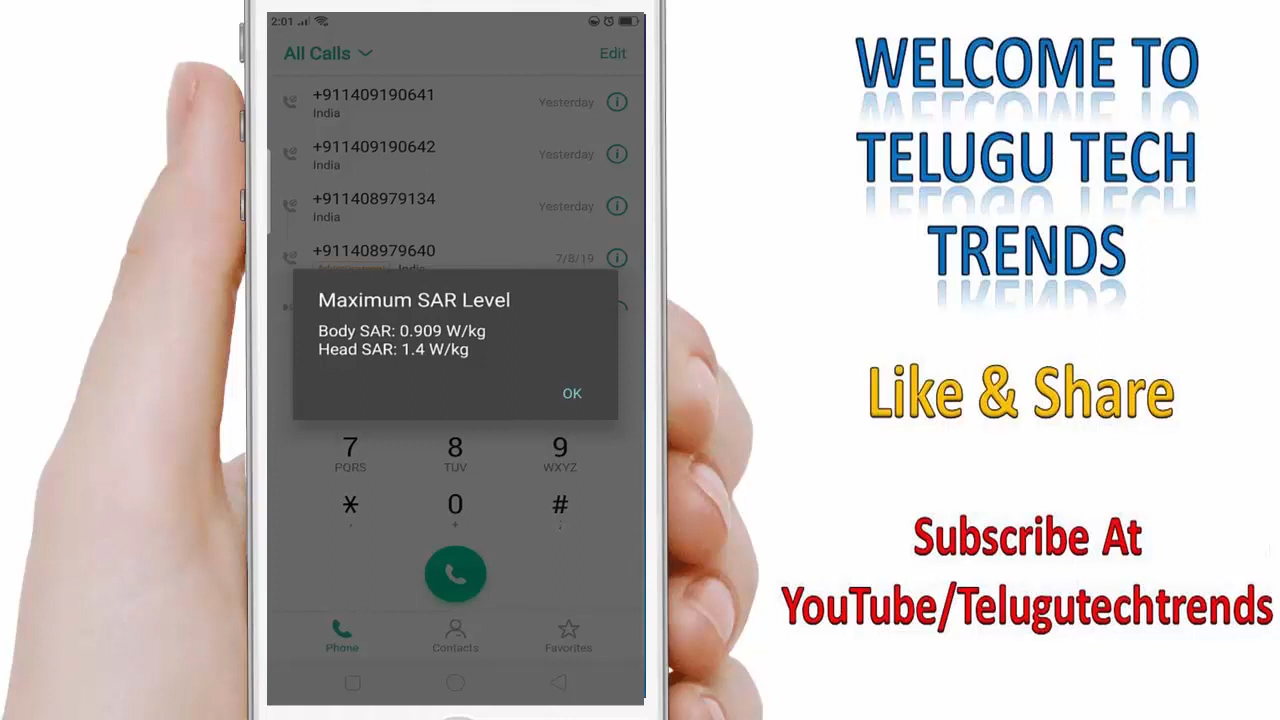 2:01
All Calls
Edit
+911409190641
Yesterday
India
+911409190642
Yesterday
India
+911408979134
Yesterday
India
+911408979640
7/8/19
India
Maximum SAR Level
Body SAR: 0.909 W/kg
Head SAR: 1.4 W/kg
OK
7 8 9
PQRS TUV WXYZ
* 0 #
, + ;
Phone Contacts Favorites
WELCOME TO
TELUGU TECH
TRENDS
Like & Share
Subscribe At
YouTube/Telugutechtrends